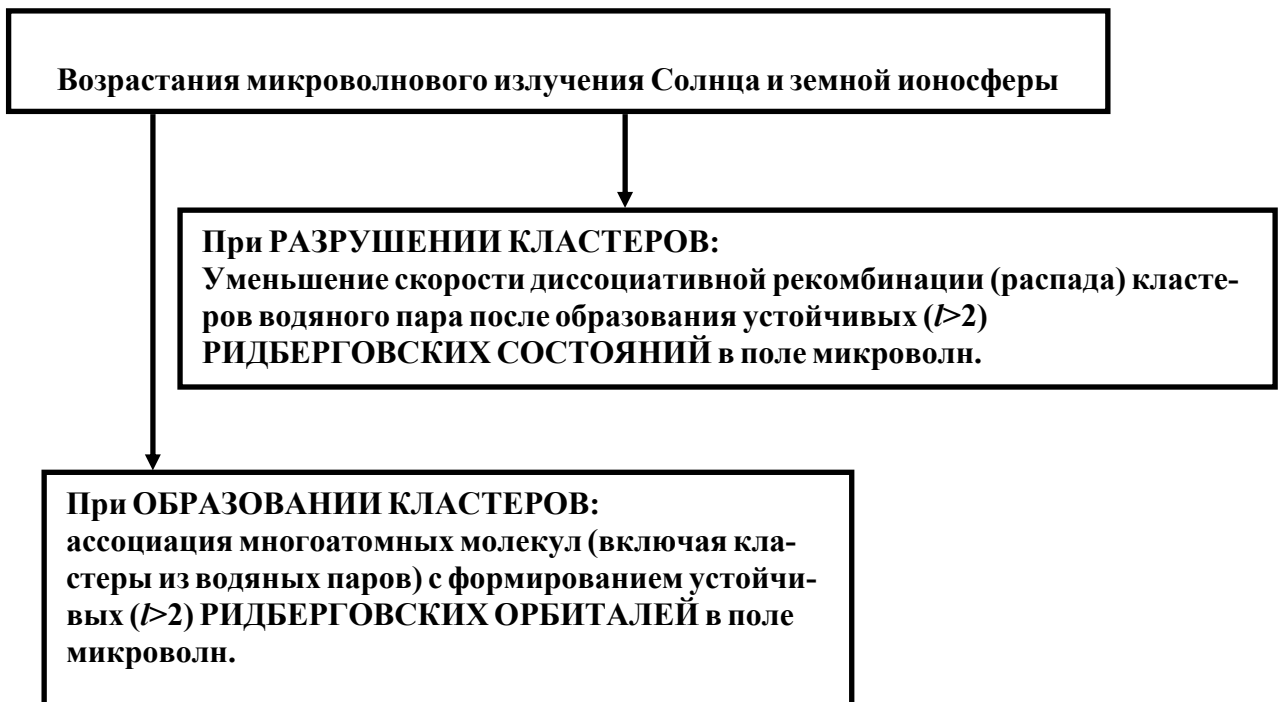 Возрастания микроволнового излучения Солнца и земной ионосферы
При РАЗРУШЕНИИ КЛАСТЕРОВ:
Уменьшение скорости диссоциативной рекомбинации (распада) класте-
ров водяного пара после образования устойчивых (l>2)
РИДБЕРГОВСКИХ СОСТОЯНИЙ в поле микроволн.
При ОБРАЗОВАНИИ КЛАСТЕРОВ:
ассоциация многоатомных молекул (включая кла-
стеры из водяных паров) с формированием устойчи-
вых (l>2) РИДБЕРГОВСКИХ ОРБИТАЛЕЙ в поле
микроволн.